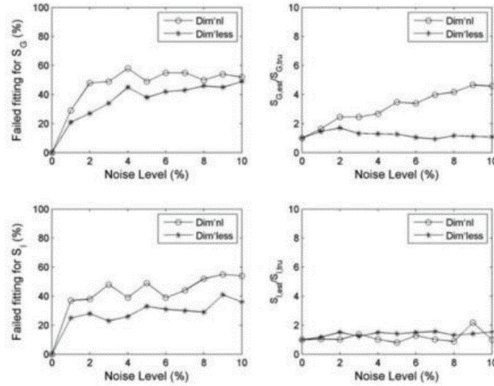 Failed fitting for S_G (%)
100
80
60
40
20
0
0 2 4 6 8 10
Noise Level (%)
Dim'nl
Dim'less
S_G,est/S_G,tru
10
8
6
4
2
0
0 2 4 6 8 10
Noise Level (%)
Dim'nl
Dim'less
Failed fitting for S_I (%)
100
80
60
40
20
0
0 2 4 6 8 10
Noise Level (%)
Dim'nl
Dim'less
S_I,est/S_I,tru
10
8
6
4
2
0
0 2 4 6 8 10
Noise Level (%)
Dim'nl
Dim'less